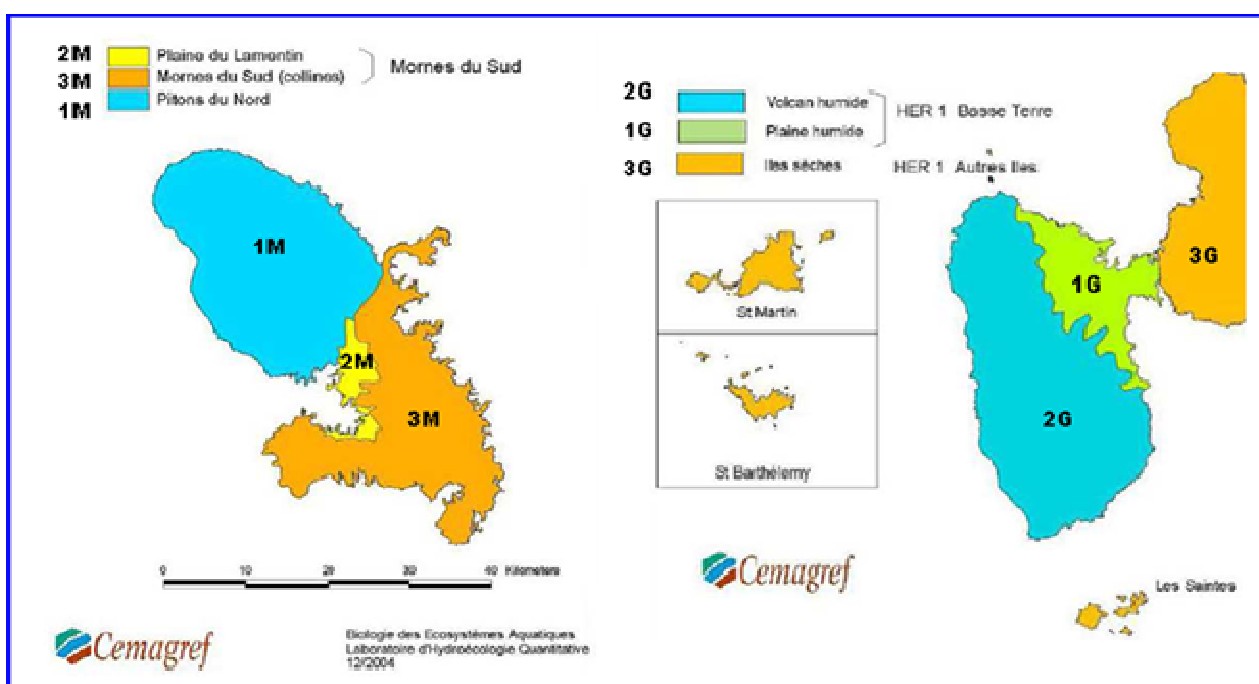 2M Plaine du Lamentin
3M Mornes du Sud (collines)
Mornes du Sud
1M Pitons du Nord
1M
2M
3M
0 10 20 30 40 Kilometers
Cemagref
Biologie des Ecosystèmes Aquatiques
Laboratoire d'Hydroécologie Quantitative
12/2004
2G Volcan humide
HER 1 Basse Terre
1G Plaine humide
3G Iles sèches
HER 1 Autres Iles
St Martin
St Barthélemy
1G
3G
2G
Cemagref
Les Saintes